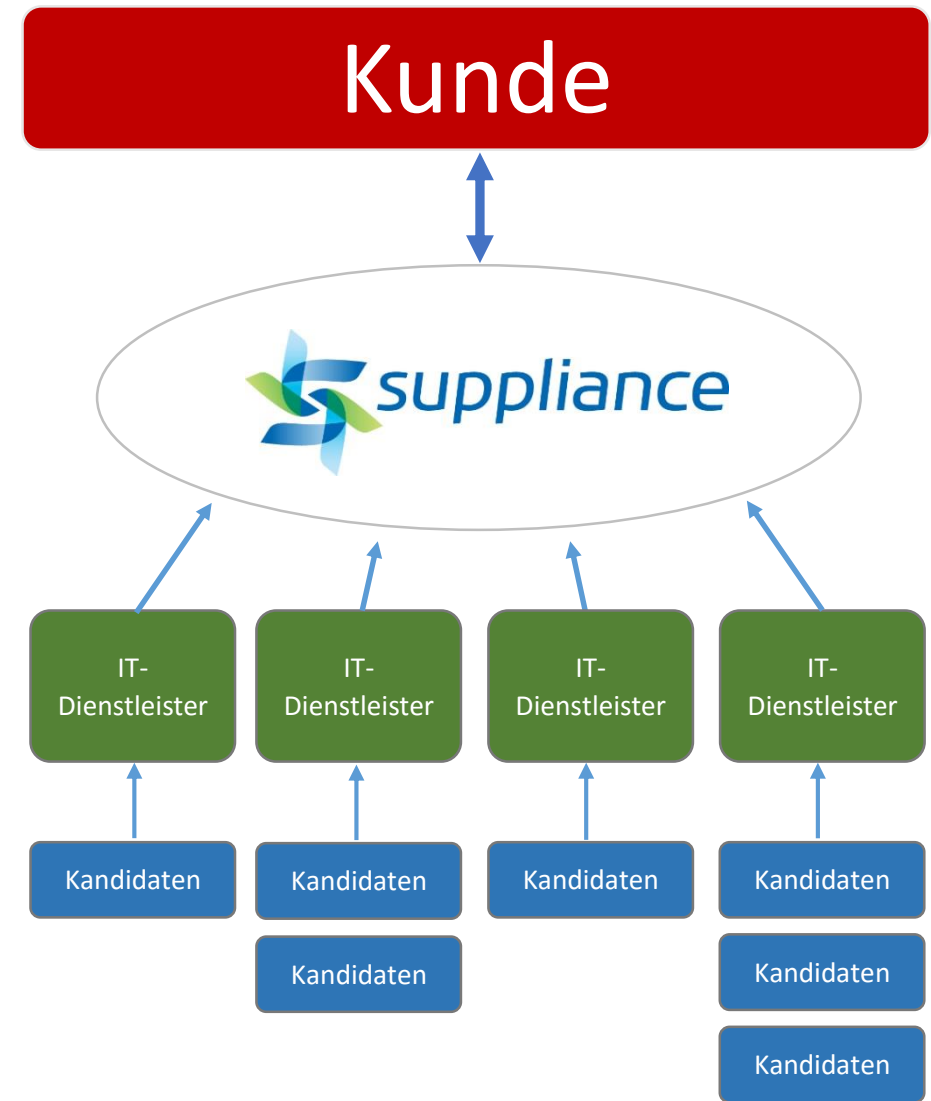 Kunde
suppliance
IT-
Dienstleister
IT-
Dienstleister
IT-
Dienstleister
IT-
Dienstleister
Kandidaten
Kandidaten
Kandidaten
Kandidaten
Kandidaten
Kandidaten
Kandidaten